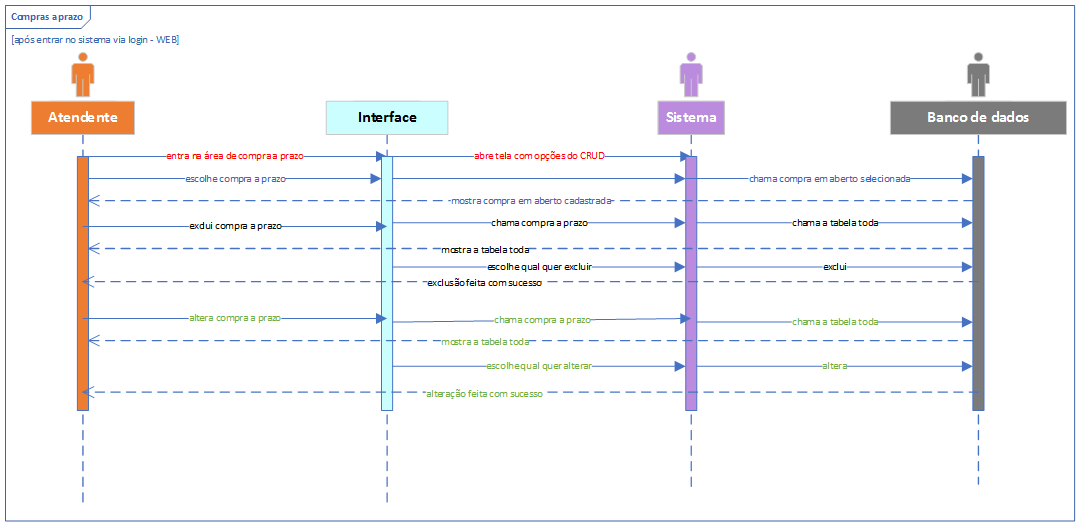 Compras a prazo
[após entrar no sistema via login - WEB]
Atendente
Interface
Sistema
Banco de dados
entra na área de compra a prazo
abre tela com opções do CRUD
escolhe compra a prazo
chama compra em aberto selecionada
mostra compra em aberto cadastrada
exclui compra a prazo
chama compra a prazo
chama a tabela toda
mostra a tabela toda
escolhe qual quer excluir
exclui
exclusão feita com sucesso
altera compra a prazo
chama compra a prazo
chama a tabela toda
mostra a tabela toda
escolhe qual quer alterar
altera
alteração feita com sucesso